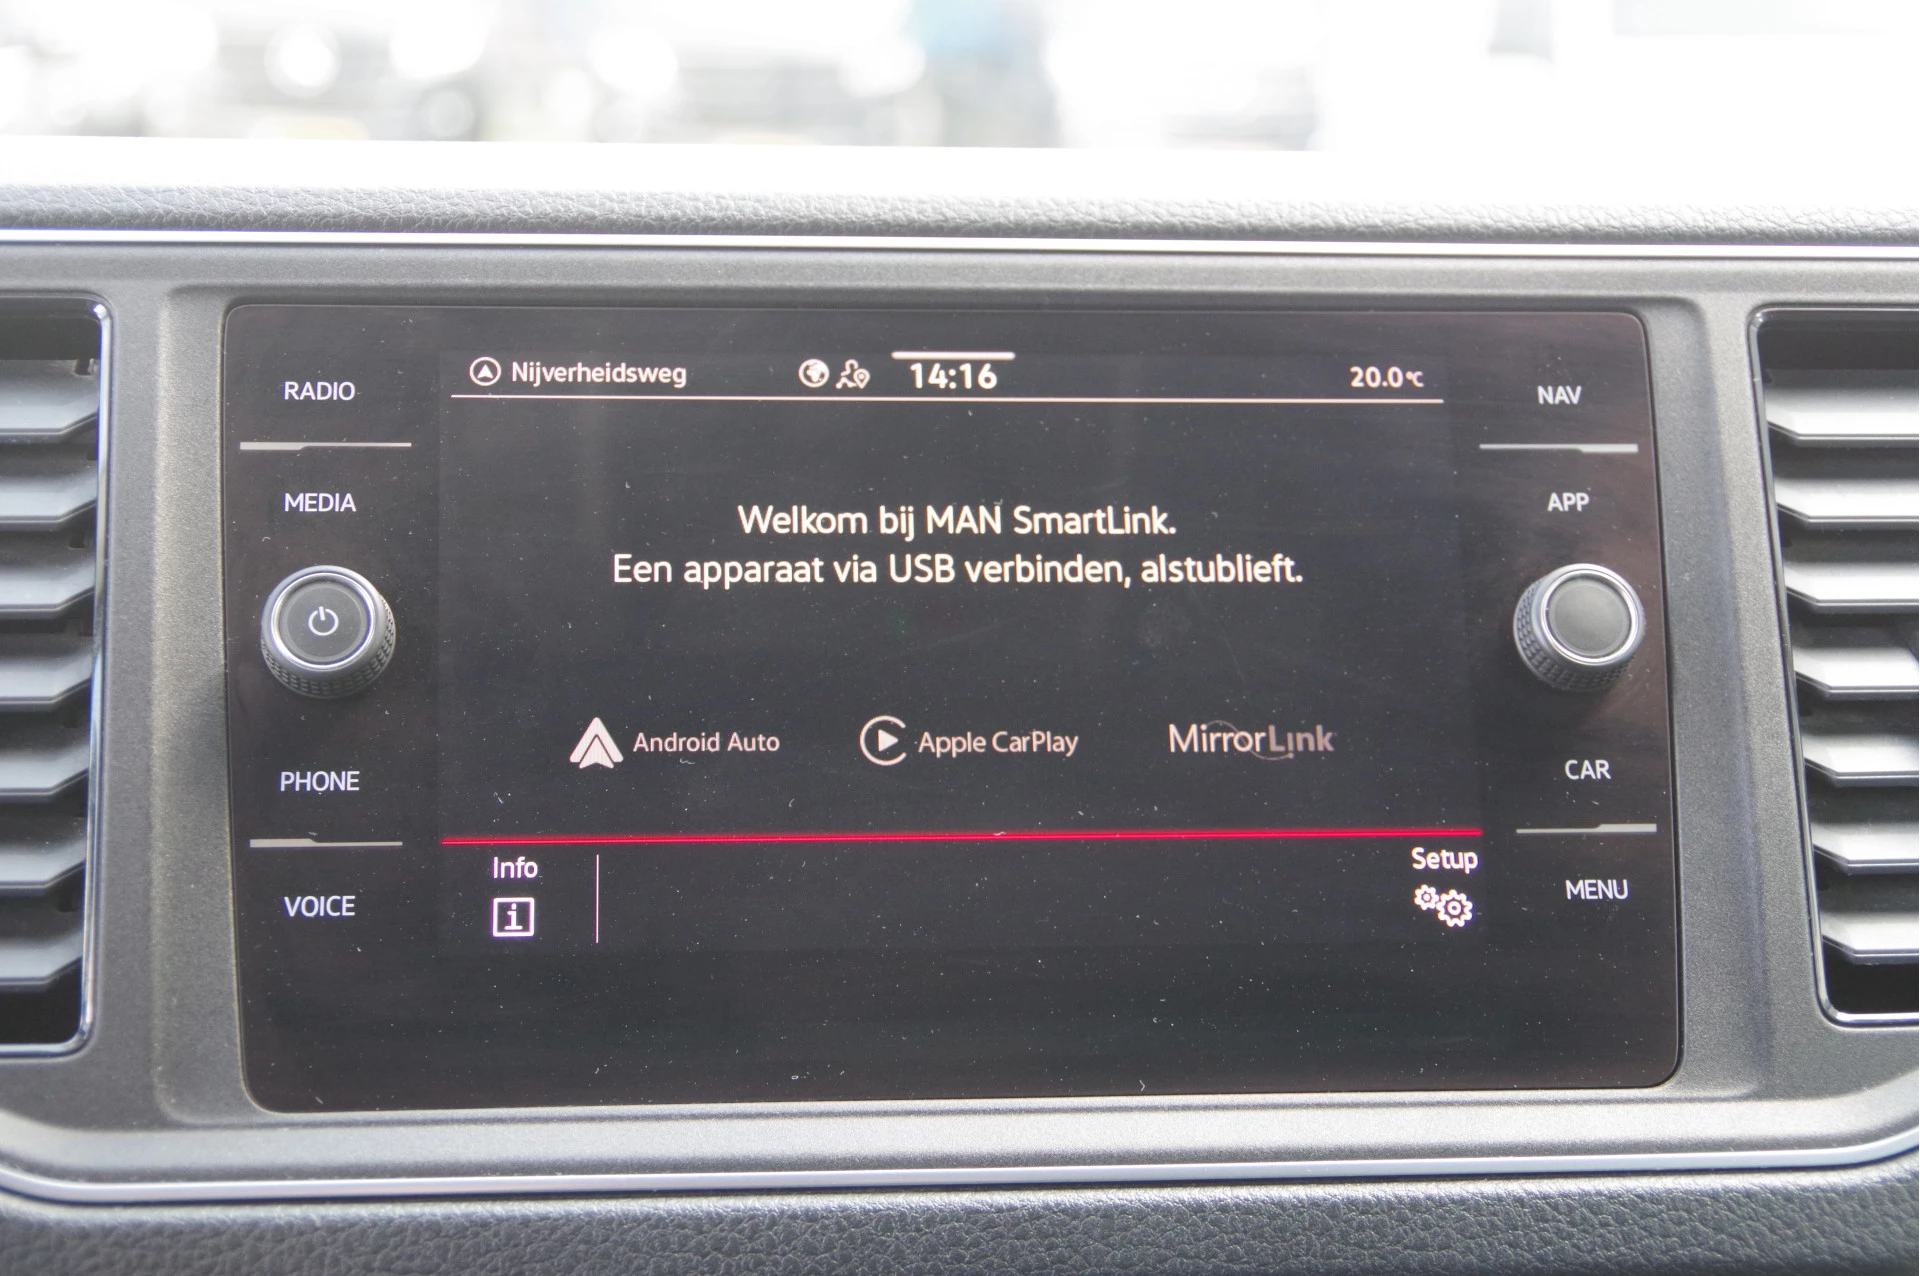 RADIO
MEDIA
PHONE
VOICE
Nijverheidsweg
14:16
20.0°C
Welkom bij MAN SmartLink.
Een apparaat via USB verbinden, alstublieft.
Android Auto
Apple CarPlay
MirrorLink
Info
Setup
NAV
APP
CAR
MENU